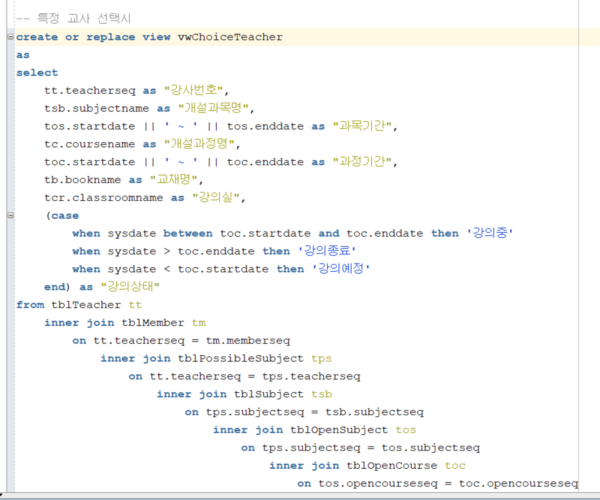 -- 특정 교사 선택시
create or replace view vwChoiceTeacher
as
select
tt.teacherseq as "강사번호",
tsb.subjectname as "개설과목명",
tos.startdate || ' ~ ' || tos.enddate as "과목기간",
tc.coursename as "개설과정명",
toc.startdate || ' ~ ' || toc.enddate as "과정기간",
tb.bookname as "교재명",
tcr.classroomname as "강의실",
(case
when sysdate between toc.startdate and toc.enddate then '강의중'
when sysdate > toc.enddate then '강의종료'
when sysdate < toc.startdate then '강의예정'
end) as "강의상태"
from tblTeacher tt
inner join tblMember tm
on tt.teacherseq = tm.memberseq
inner join tblPossibleSubject tps
on tt.teacherseq = tps.teacherseq
inner join tblSubject tsb
on tps.subjectseq = tsb.subjectseq
inner join tblOpenSubject tos
on tps.subjectseq = tos.subjectseq
inner join tblOpenCourse toc
on tos.opencourseseq = toc.opencourseseq